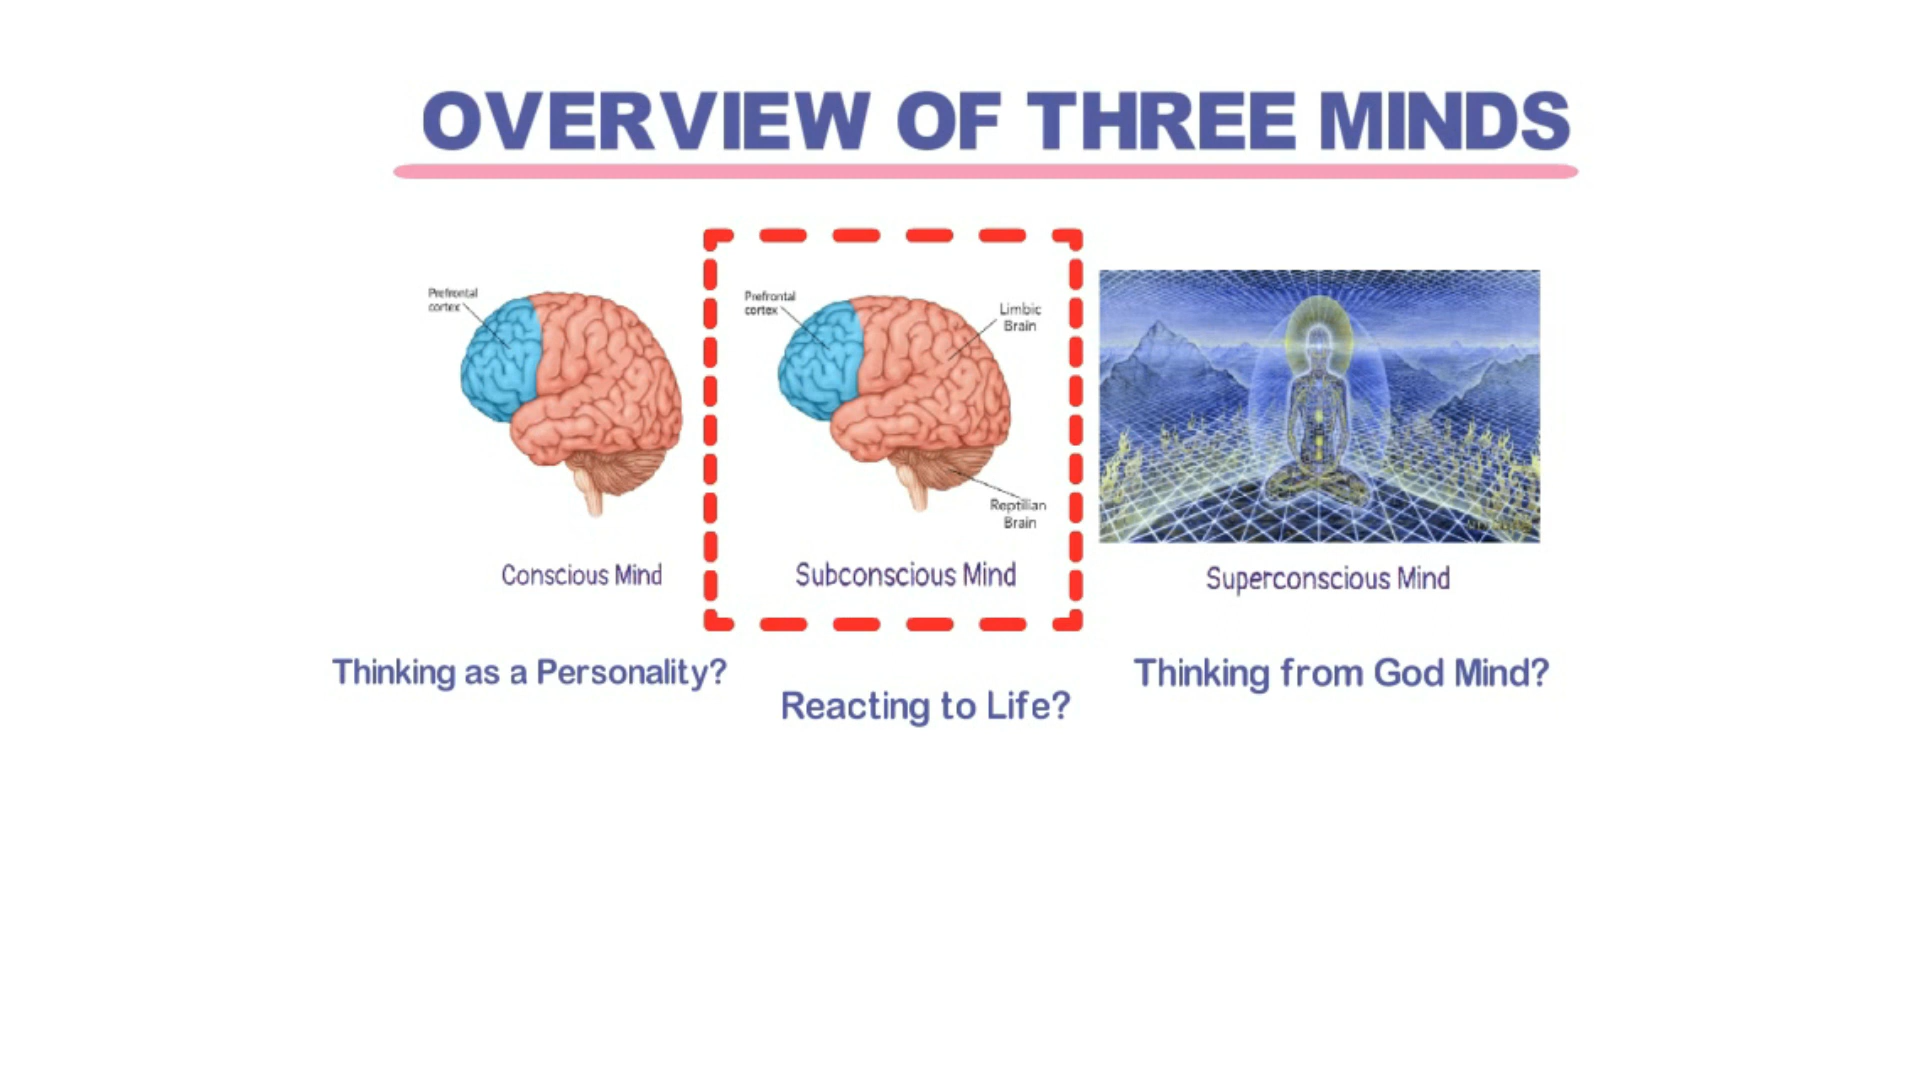 OVERVIEW OF THREE MINDS
Prefrontal
cortex
Conscious Mind
Thinking as a Personality?
Prefrontal
cortex
Limbic
Brain
Reptilian
Brain
Subconscious Mind
Reacting to Life?
Superconscious Mind
Thinking from God Mind?